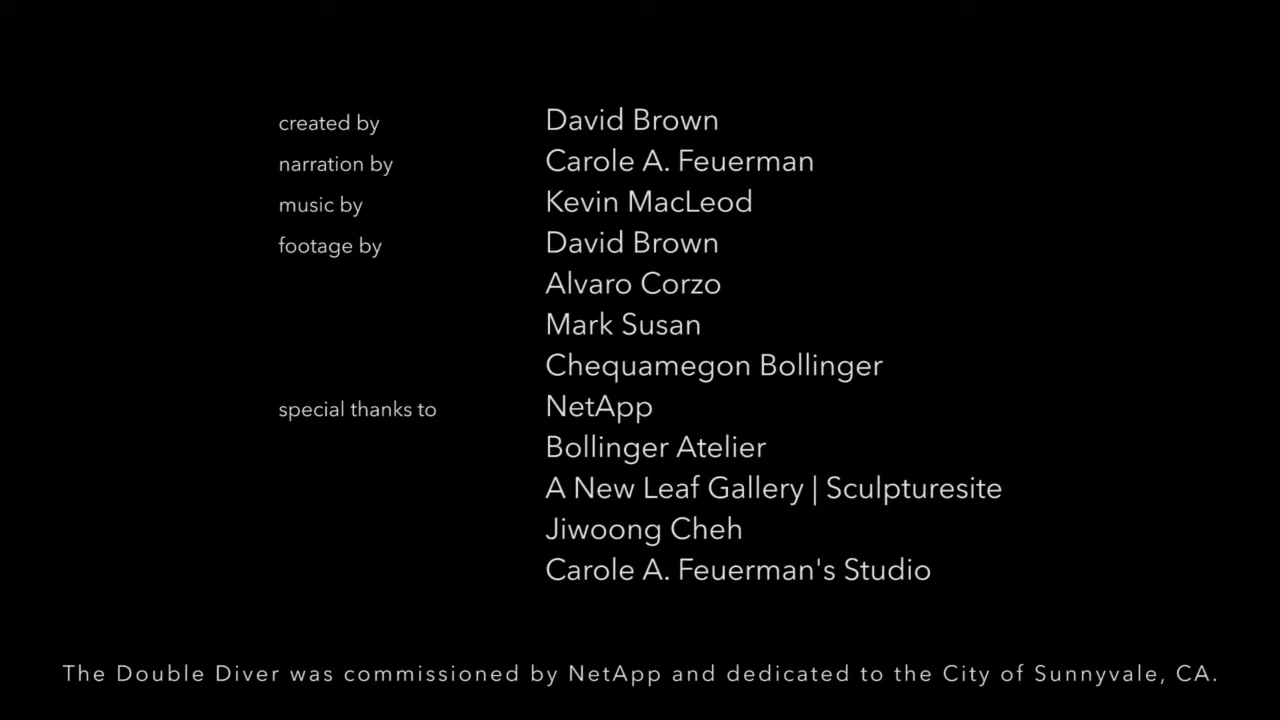 created by David Brown
narration by Carole A. Feuerman
music by Kevin MacLeod
footage by David Brown
Alvaro Corzo
Mark Susan
Chequamegon Bollinger
special thanks to NetApp
Bollinger Atelier
A New Leaf Gallery | Sculpturesite
Jiwoong Cheh
Carole A. Feuerman's Studio
The Double Diver was commissioned by NetApp and dedicated to the City of Sunnyvale, CA.